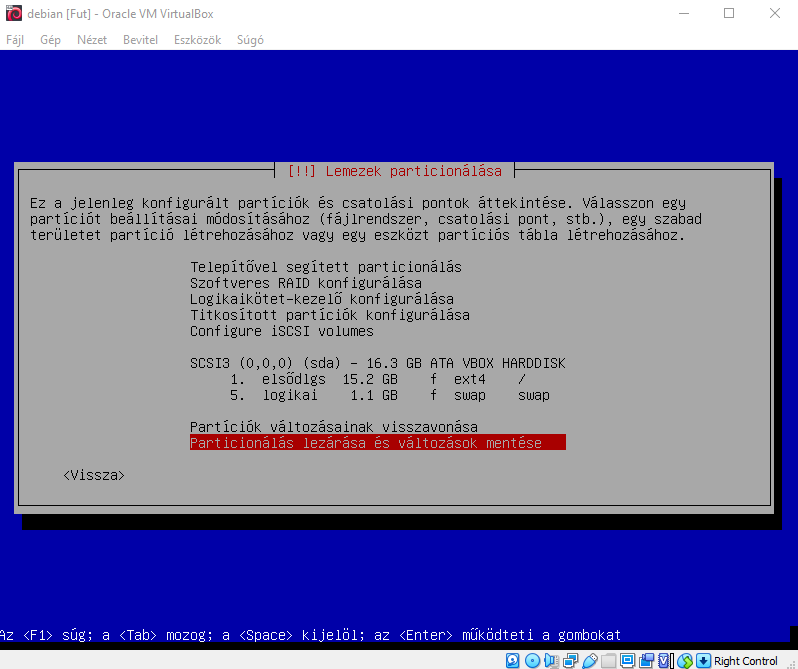 debian [Fut] - Oracle VM VirtualBox
Fájl Gép Nézet Bevitel Eszközök Súgó
[!!] Lemezek particionálása
Ez a jelenleg konfigurált partíciók és csatolási pontok áttekintése. Válasszon egy
partíciót beállításai módosításához (fájlrendszer, csatolási pont, stb.), egy szabad
területet partíció létrehozásához vagy egy eszközt partíciós tábla létrehozásához.
Telepítővel segített particionálás
Szoftveres RAID konfigurálása
Logikaikötet-kezelő konfigurálása
Titkosított partíciók konfigurálása
Configure iSCSI volumes
SCSI3 (0,0,0) (sda) - 16.3 GB ATA VBOX HARDDISK
1. elsődlgs 15.2 GB f ext4 /
5. logikai 1.1 GB f swap swap
Partíciók változásainak visszavonása
Particionálás lezárása és változások mentése
<Vissza>
Az <F1> súg; a <Tab> mozog; a <Space> kijelöl; az <Enter> működteti a gombokat
Right Control